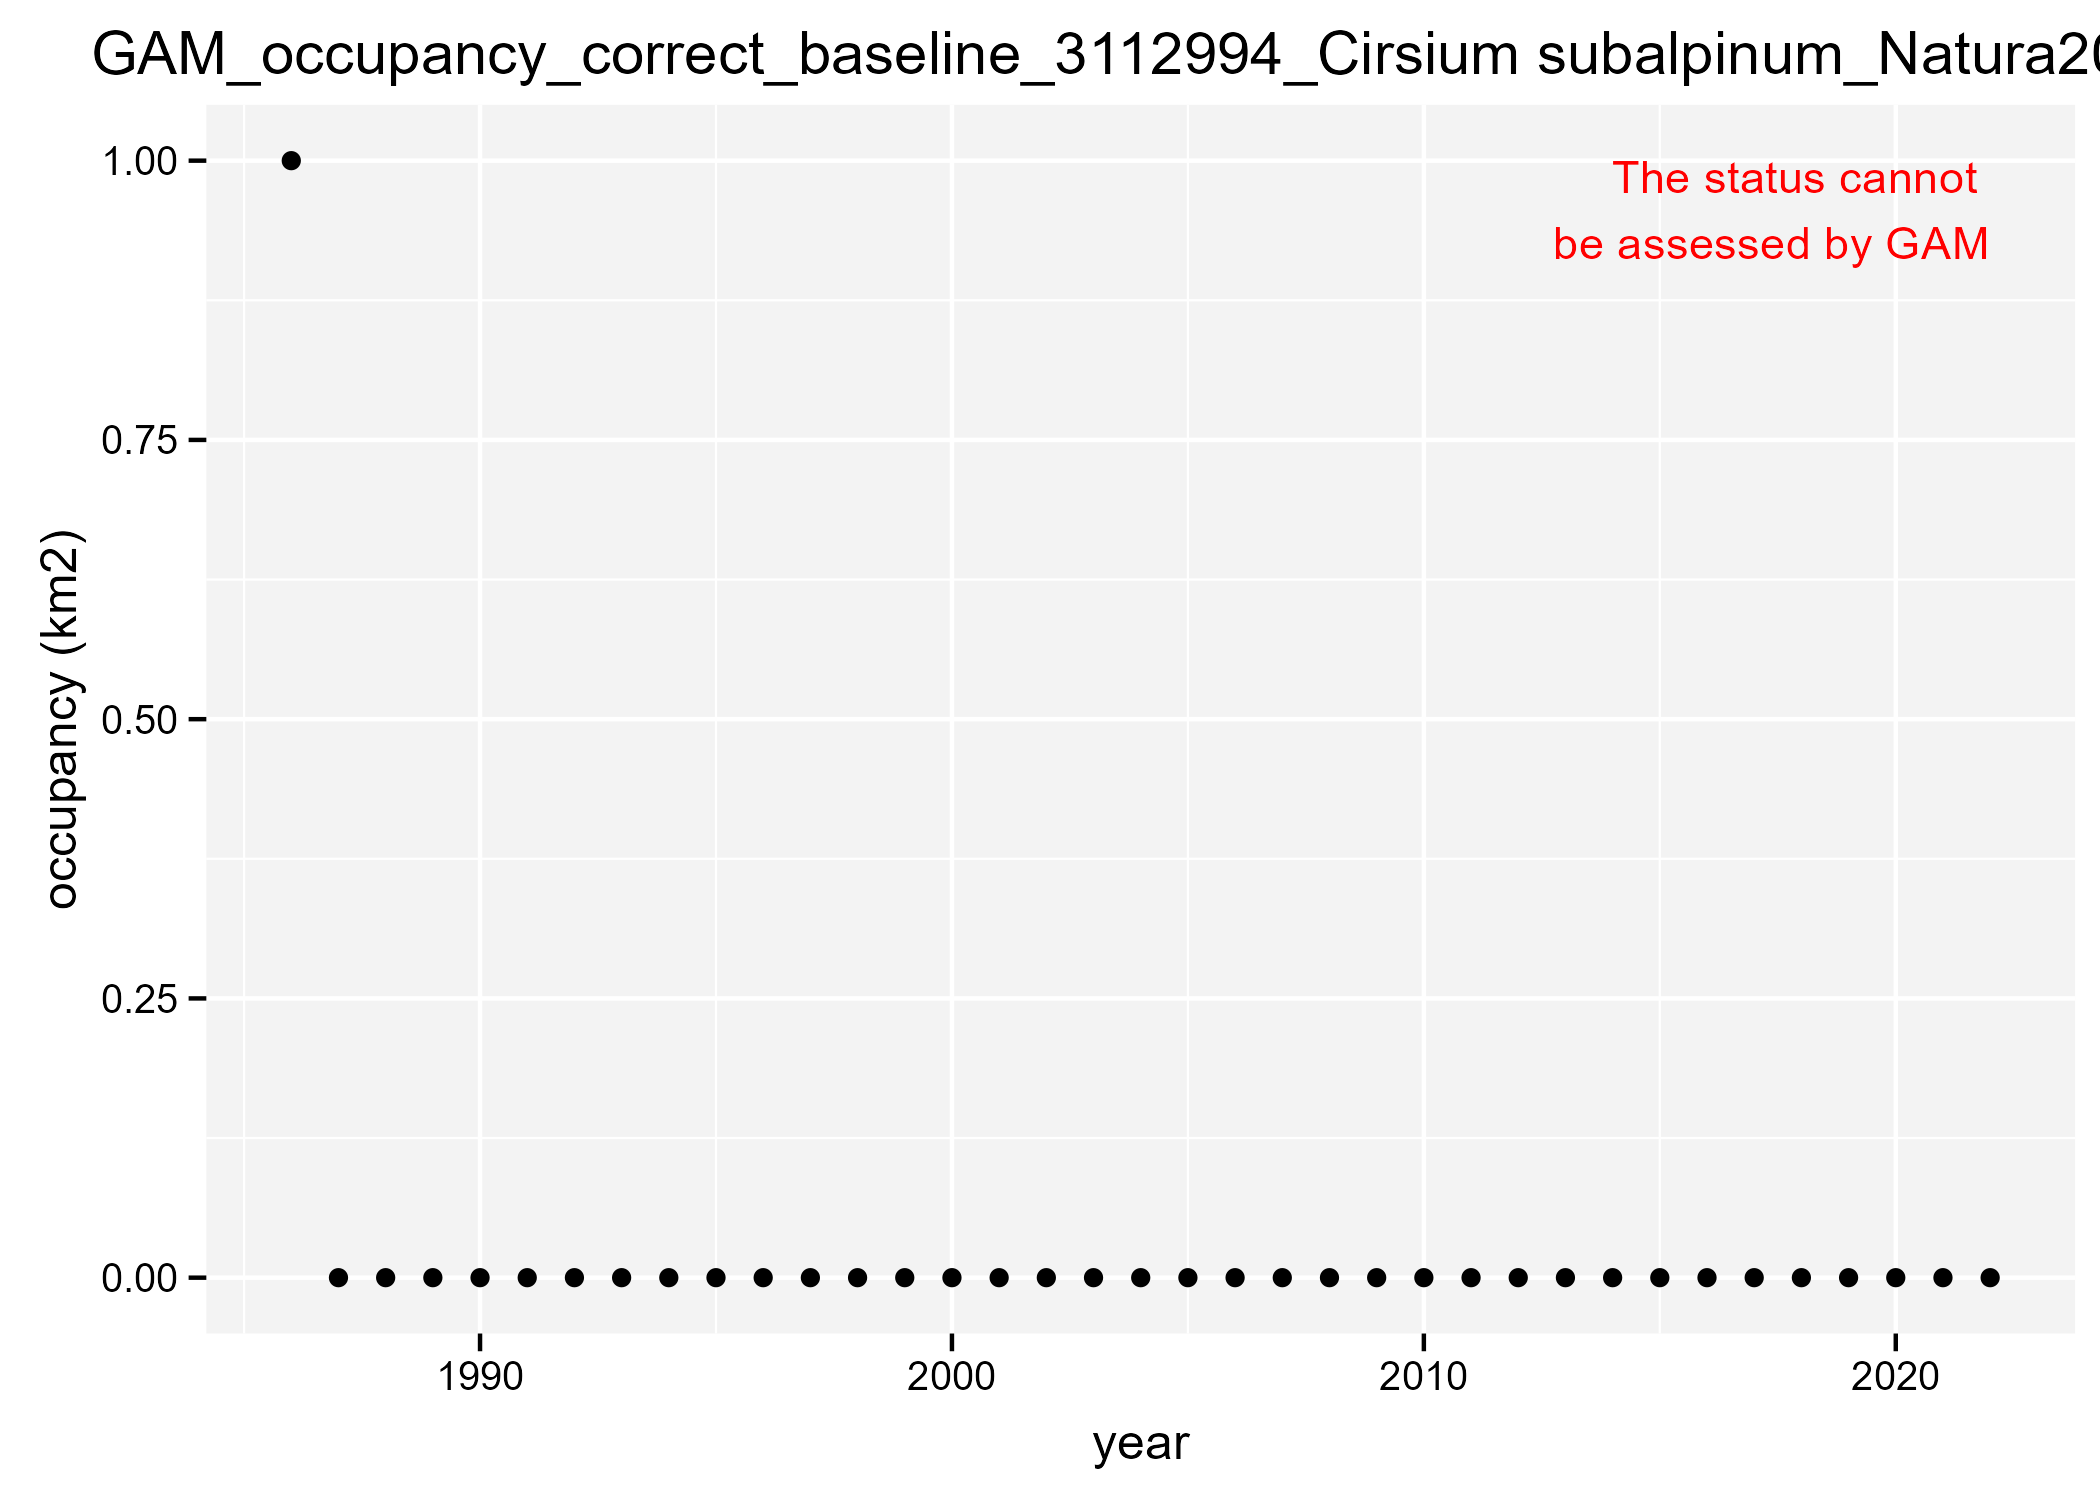 GAM_occupancy_correct_baseline_3112994_Cirsium subalpinum_Natura20
The status cannot
be assessed by GAM
1.00
0.75
0.50
0.25
0.00
occupancy (km2)
1990 2000 2010 2020
year